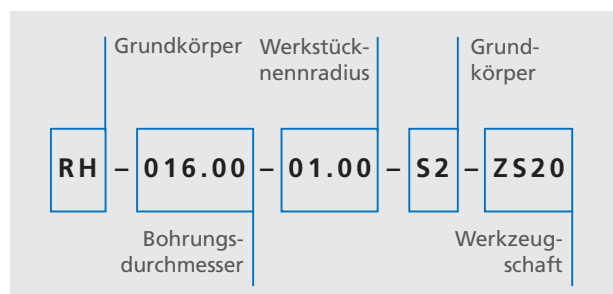 Grundkörper
Werkstück-
nennradius
Grund-
körper
RH – 016.00 – 01.00 – S2 – ZS20
Bohrungs-
durchmesser
Werkzeug-
schaft